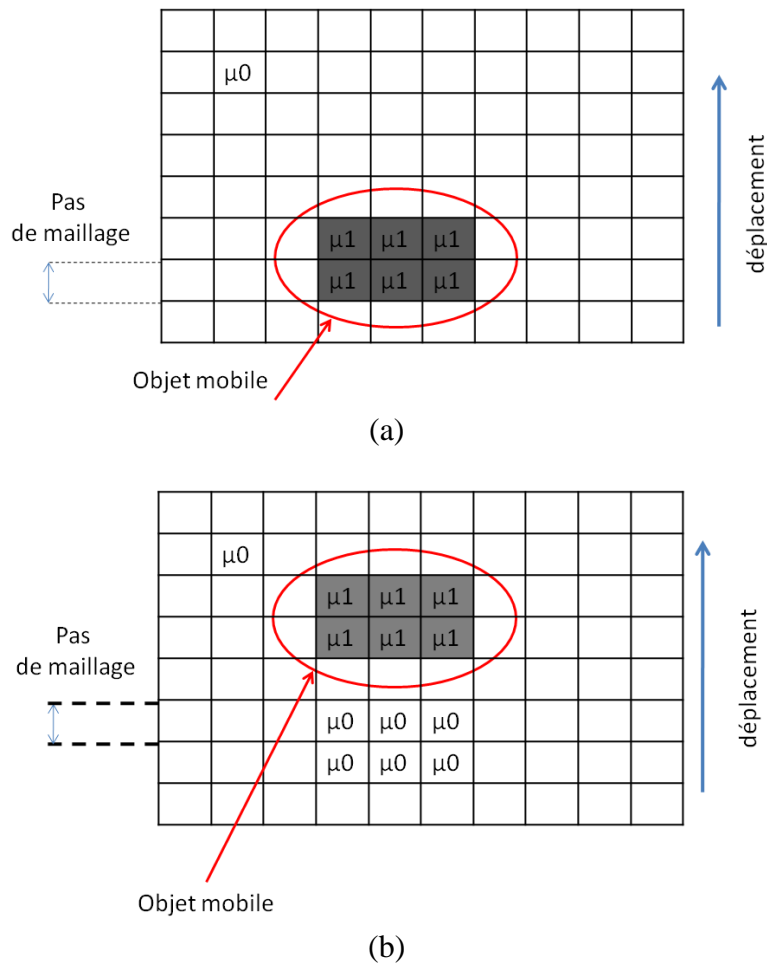 µ0
Pas
de maillage
µ1 µ1 µ1
µ1 µ1 µ1
déplacement
Objet mobile
(a)
µ0
µ1 µ1 µ1
µ1 µ1 µ1
Pas
de maillage
µ0 µ0 µ0
µ0 µ0 µ0
déplacement
Objet mobile
(b)